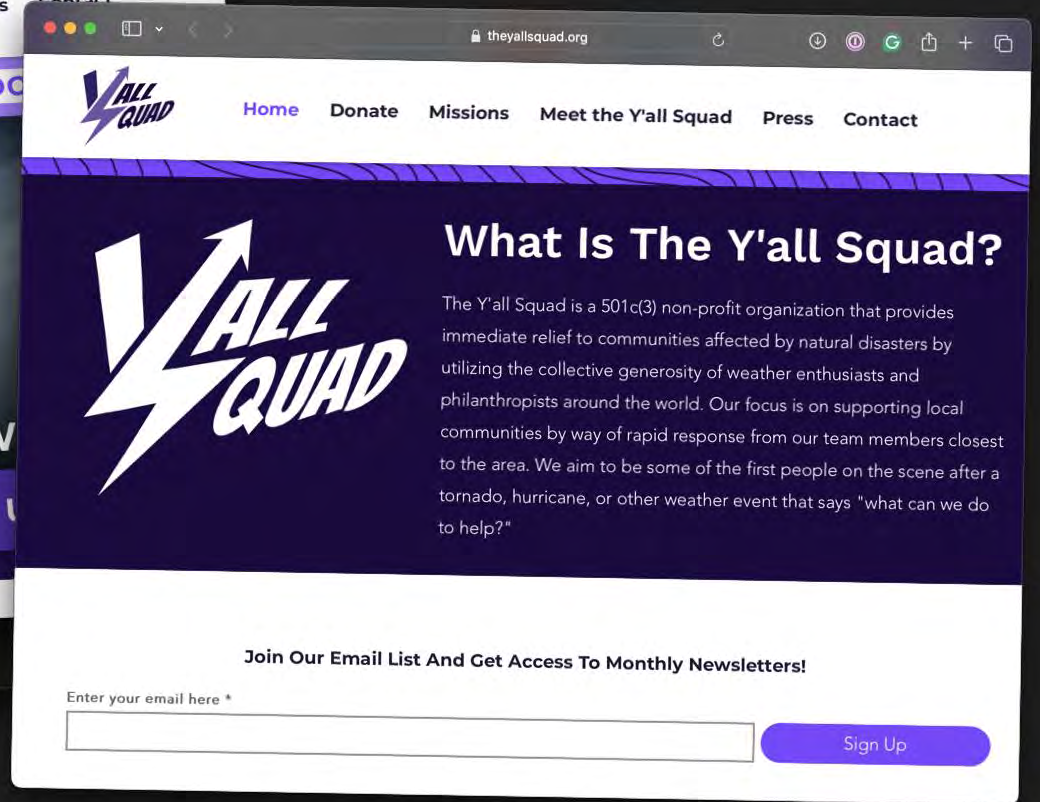 theyallsquad.org
Y'ALL
SQUAD
Home Donate Missions Meet the Y'all Squad Press Contact
Y'ALL
SQUAD
What Is The Y'all Squad?
The Y'all Squad is a 501c(3) non-profit organization that provides
immediate relief to communities affected by natural disasters by
utilizing the collective generosity of weather enthusiasts and
philanthropists around the world. Our focus is on supporting local
communities by way of rapid response from our team members closest
to the area. We aim to be some of the first people on the scene after a
tornado, hurricane, or other weather event that says "what can we do
to help?"
Join Our Email List And Get Access To Monthly Newsletters!
Enter your email here *
Sign Up